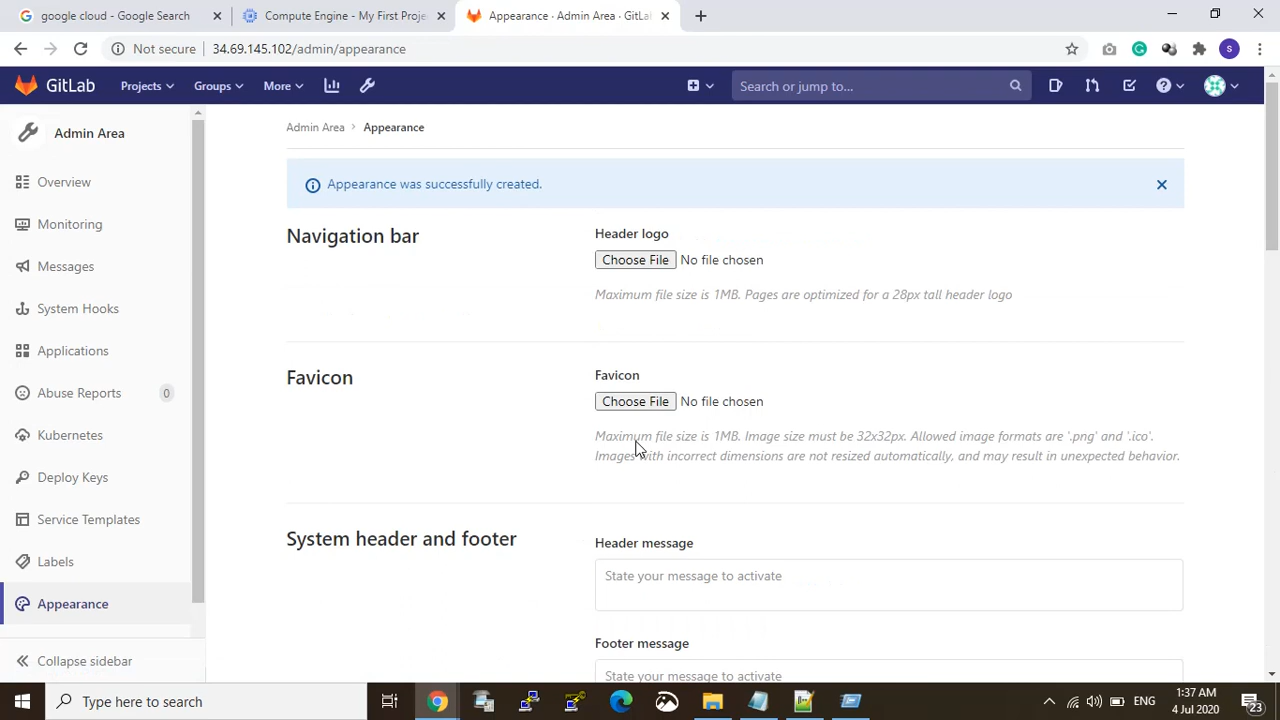 google cloud - Google Search
Compute Engine - My First Proje
Appearance · Admin Area · GitLa
Not secure
34.69.145.102/admin/appearance
S
GitLab
Projects
Groups
More
Search or jump to...
Admin Area
Overview
Monitoring
Messages
System Hooks
Applications
Abuse Reports
0
Kubernetes
Deploy Keys
Service Templates
Labels
Appearance
Collapse sidebar
Admin Area
Appearance
Appearance was successfully created.
Navigation bar
Header logo
Choose File
No file chosen
Maximum file size is 1MB. Pages are optimized for a 28px tall header logo
Favicon
Favicon
Choose File
No file chosen
Maximum file size is 1MB. Image size must be 32x32px. Allowed image formats are '.png' and '.ico'.
Images with incorrect dimensions are not resized automatically, and may result in unexpected behavior.
System header and footer
Header message
State your message to activate
Footer message
State your message to activate
Type here to search
ENG
1:37 AM
4 Jul 2020
23